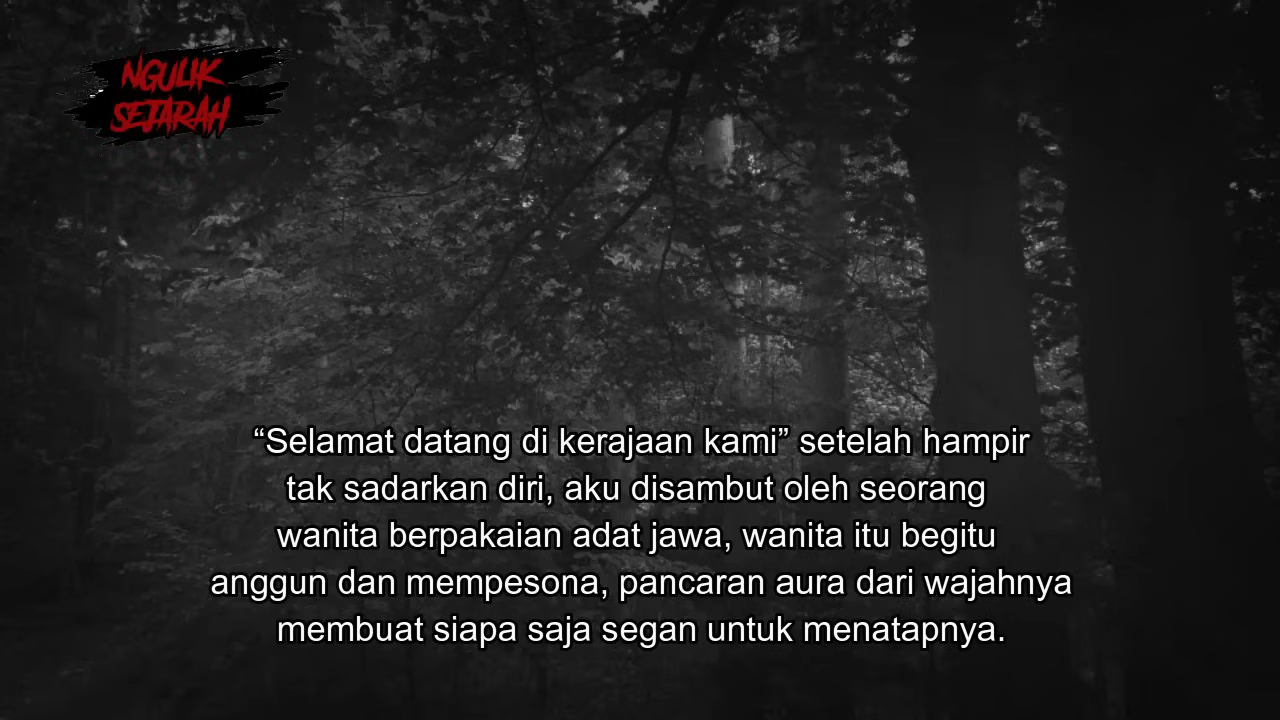 NGULIK
SEJARAH
“Selamat datang di kerajaan kami” setelah hampir
tak sadarkan diri, aku disambut oleh seorang
wanita berpakaian adat jawa, wanita itu begitu
anggun dan mempesona, pancaran aura dari wajahnya
membuat siapa saja segan untuk menatapnya.